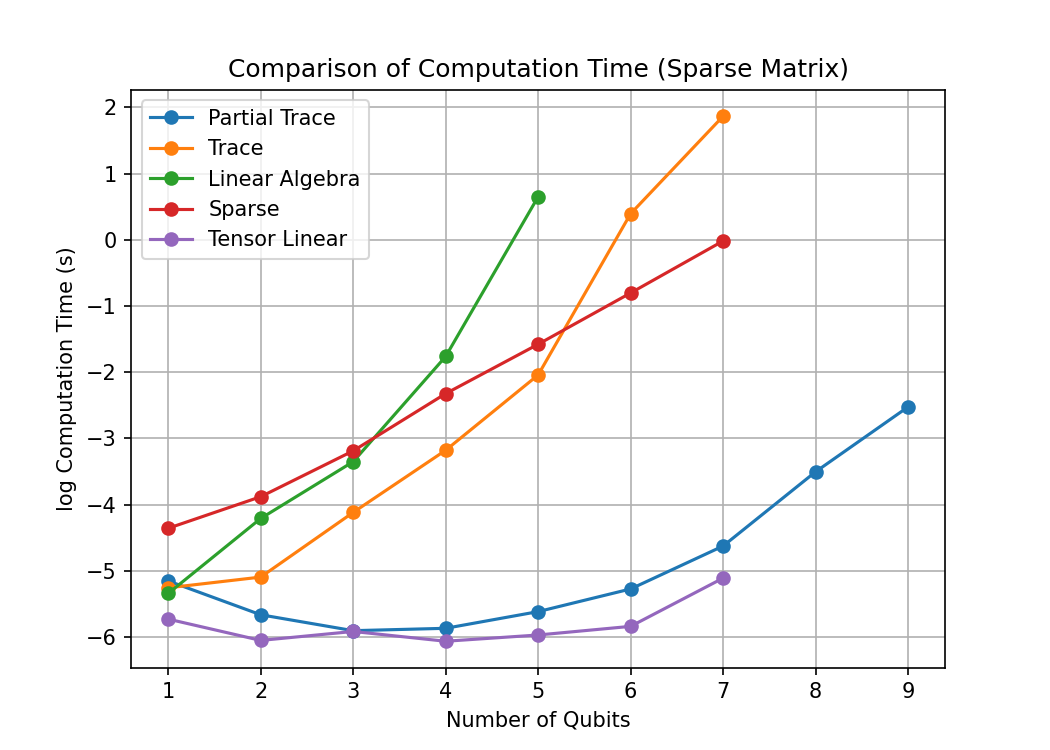 Comparison of Computation Time (Sparse Matrix)
Partial Trace
Trace
Linear Algebra
Sparse
Tensor Linear
2
1
0
−1
−2
−3
−4
−5
−6
log Computation Time (s)
1 2 3 4 5 6 7 8 9
Number of Qubits